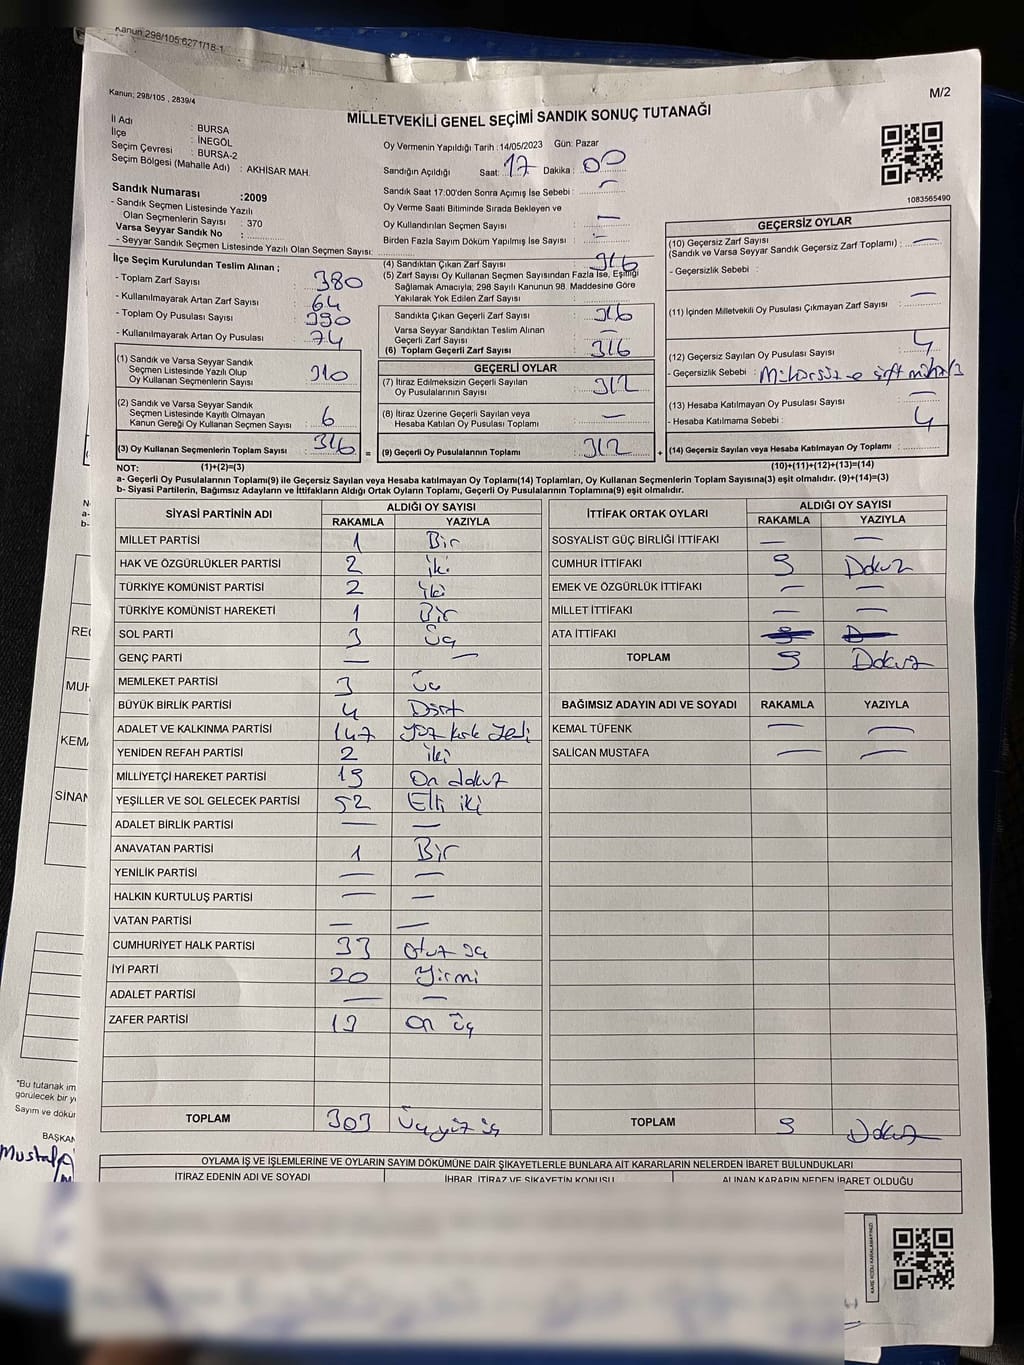 Kanun 298/105 6271/18-1
Kanun; 298/105 , 2839/4
M/2
MİLLETVEKİLİ GENEL SEÇİMİ SANDIK SONUÇ TUTANAĞI
İl Adı : BURSA
İlçe : İNEGÖL
Seçim Çevresi : BURSA-2
Seçim Bölgesi (Mahalle Adı) : AKHİSAR MAH.
Sandık Numarası :2009
- Sandık Seçmen Listesinde Yazılı
Olan Seçmenlerin Sayısı : 370
Varsa Seyyar Sandık No :
- Seyyar Sandık Seçmen Listesinde Yazılı Olan Seçmen Sayısı:
Oy Vermenin Yapıldığı Tarih :14/05/2023 Gün: Pazar
Sandığın Açıldığı Saat: 17 Dakika : 00
Sandık Saat 17:00'den Sonra Açımış İse Sebebi : —
Oy Verme Saati Bitiminde Sırada Bekleyen ve
Oy Kullandırılan Seçmen Sayısı : —
Birden Fazla Sayım Döküm Yapılmış İse Sayısı : —
1083565490
İlçe Seçim Kurulundan Teslim Alınan ;
- Toplam Zarf Sayısı : 380
- Kullanılmayarak Artan Zarf Sayısı : 64
- Toplam Oy Pusulası Sayısı : 390
- Kullanılmayarak Artan Oy Pusulası : 74
(1) Sandık ve Varsa Seyyar Sandık
Seçmen Listesinde Yazılı Olup
Oy Kullanan Seçmenlerin Sayısı : 310
(2) Sandık ve Varsa Seyyar Sandık
Seçmen Listesinde Kayıtlı Olmayan
Kanun Gereği Oy Kullanan Seçmen Sayısı : 6
(3) Oy Kullanan Seçmenlerin Toplam Sayısı : 316
(4) Sandıktan Çıkan Zarf Sayısı : 316
(5) Zarf Sayısı Oy Kullanan Seçmen Sayısından Fazla İse, Eşitliği
Sağlamak Amacıyla, 298 Sayılı Kanunun 98. Maddesine Göre
Yakılarak Yok Edilen Zarf Sayısı :
Sandıkta Çıkan Geçerli Zarf Sayısı : 316
Varsa Seyyar Sandıktan Teslim Alınan
Geçerli Zarf Sayısı : —
(6) Toplam Geçerli Zarf Sayısı : 316
GEÇERLİ OYLAR
(7) İtiraz Edilmeksizin Geçerli Sayılan
Oy Pusulalarının Sayısı : 312
(8) İtiraz Üzerine Geçerli Sayılan veya
Hesaba Katılan Oy Pusulaları Toplamı : —
= (9) Geçerli Oy Pusulalarının Toplamı : 312
GEÇERSİZ OYLAR
(10) Geçersiz Zarf Sayısı
(Sandık ve Varsa Seyyar Sandık Geçersiz Zarf Toplamı) : —
- Geçersizlik Sebebi :
(11) İçinden Milletvekili Oy Pusulası Çıkmayan Zarf Sayısı : —
(12) Geçersiz Sayılan Oy Pusulası Sayısı : 4
- Geçersizlik Sebebi : Mühürsüz
(13) Hesaba Katılmayan Oy Pusulası Sayısı : —
- Hesaba Katılmama Sebebi : 4
+ (14) Geçersiz Sayılan veya Hesaba Katılmayan Oy Toplamı :
NOT: (1)+(2)=(3) (10)+(11)+(12)+(13)=(14)
a- Geçerli Oy Pusulalarının Toplamı(9) ile Geçersiz Sayılan veya Hesaba katılmayan Oy Toplamı(14) Toplamları, Oy Kullanan Seçmenlerin Toplam Sayısına(3) eşit olmalıdır. (9)+(14)=(3)
b- Siyasi Partilerin, Bağımsız Adayların ve İttifakların Aldığı Ortak Oyların Toplamı, Geçerli Oy Pusulalarının Toplamına(9) eşit olmalıdır.
SİYASİ PARTİNİN ADI ALDIĞI OY SAYISI
RAKAMLA YAZIYLA
MİLLET PARTİSİ 1 Bir
HAK VE ÖZGÜRLÜKLER PARTİSİ 2 iki
TÜRKİYE KOMÜNİST PARTİSİ 2 iki
TÜRKİYE KOMÜNİST HAREKETİ 1 Bir
SOL PARTİ 3 Üç
GENÇ PARTİ — —
MEMLEKET PARTİSİ 3 Üç
BÜYÜK BİRLİK PARTİSİ 4 Dört
ADALET VE KALKINMA PARTİSİ 147 Yüz kırk Yedi
YENİDEN REFAH PARTİSİ 2 iki
MİLLİYETÇİ HAREKET PARTİSİ 19 On dokuz
YEŞİLLER VE SOL GELECEK PARTİSİ 52 Elli iki
ADALET BİRLİK PARTİSİ — —
ANAVATAN PARTİSİ 1 Bir
YENİLİK PARTİSİ — —
HALKIN KURTULUŞ PARTİSİ — —
VATAN PARTİSİ — —
CUMHURİYET HALK PARTİSİ 33 Otuz üç
İYİ PARTİ 20 Yirmi
ADALET PARTİSİ — —
ZAFER PARTİSİ 13 On üç
TOPLAM 303 Üçyüz üç
İTTİFAK ORTAK OYLARI ALDIĞI OY SAYISI
RAKAMLA YAZIYLA
SOSYALİST GÜÇ BİRLİĞİ İTTİFAKI — —
CUMHUR İTTİFAKI 9 Dokuz
EMEK VE ÖZGÜRLÜK İTTİFAKI — —
MİLLET İTTİFAKI — —
ATA İTTİFAKI
TOPLAM 9 Dokuz
BAĞIMSIZ ADAYIN ADI VE SOYADI RAKAMLA YAZIYLA
KEMAL TÜFENK — —
SALİCAN MUSTAFA — —
TOPLAM 9 Dokuz
OYLAMA İŞ VE İŞLEMLERİNE VE OYLARIN SAYIM DÖKÜMÜNE DAİR ŞİKAYETLERLE BUNLARA AİT KARARLARIN NELERDEN İBARET BULUNDUKLARI
İTİRAZ EDENİN ADI VE SOYADI İHBAR, İTİRAZ VE ŞİKAYETİN KONUSU ALINAN KARARIN NEDEN İBARET OLDUĞU
KARE KODU KARALAMAYINIZ!
KEMA
SİNAN
*Bu tutanak im
görülecek bir y
Sayım ve dökü
BAŞKAN
Mustafa